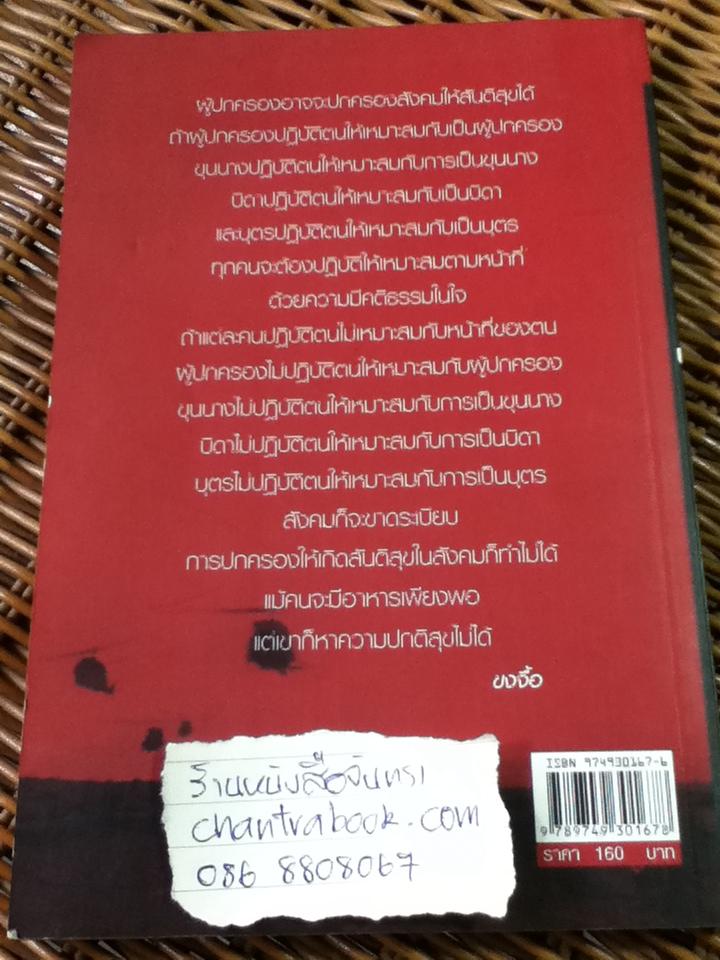 ผู้ปกครองอาจจะปกครองสังคมให้สันติสุขได้
ถ้าผู้ปกครองปฏิบัติตนให้เหมาะสมกับเป็นผู้ปกครอง
ขุนนางปฏิบัติตนให้เหมาะสมกับการเป็นขุนนาง
บิดาปฏิบัติตนให้เหมาะสมกับเป็นบิดา
และบุตรปฏิบัติตนให้เหมาะสมกับเป็นบุตร
ทุกคนจะต้องปฏิบัติให้เหมาะสมตามหน้าที่
ด้วยความมีคติธรรมในใจ
ถ้าแต่ละคนปฏิบัติตนไม่เหมาะสมกับหน้าที่ของตน
ผู้ปกครองไม่ปฏิบัติตนให้เหมาะสมกับผู้ปกครอง
ขุนนางไม่ปฏิบัติตนให้เหมาะสมกับการเป็นขุนนาง
บิดาไม่ปฏิบัติตนให้เหมาะสมกับการเป็นบิดา
บุตรไม่ปฏิบัติตนให้เหมาะสมกับการเป็นบุตร
สังคมก็จะขาดระเบียบ
การปกครองให้เกิดสันติสุขในสังคมก็ทำไม่ได้
แม้คนจะมีอาหารเพียงพอ
แต่เขาก็หาความปกติสุขไม่ได้
ขงจื้อ
ร้านหนังสือจันทรา
chantrabook.com
086 8808067
ISBN 974930167-6
9 789749 301678
ราคา 160 บาท